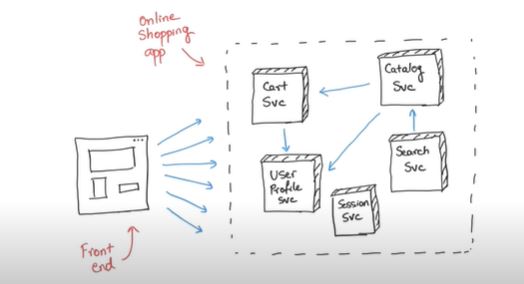 Online
Shopping
app
Cart
Svc
Catalog
Svc
User
Profile
Svc
Search
Svc
Session
Svc
Front
end